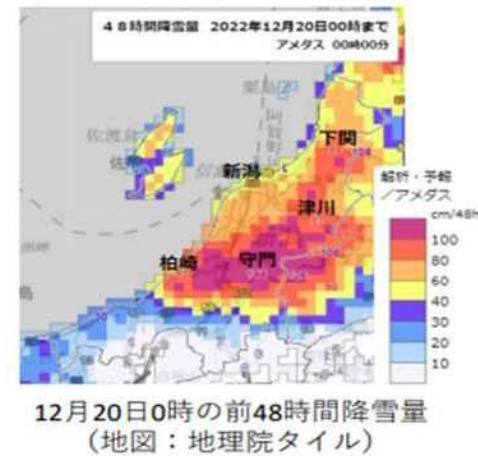 48時間降雪量 2022年12月20日00時まで
アメダス 00時00分
粟島
佐渡島
下関
新潟
津川
柏崎
守門
解析・予報
/アメダス
cm/48h
100
80
60
40
30
20
10
12月20日0時の前48時間降雪量
（地図：地理院タイル）